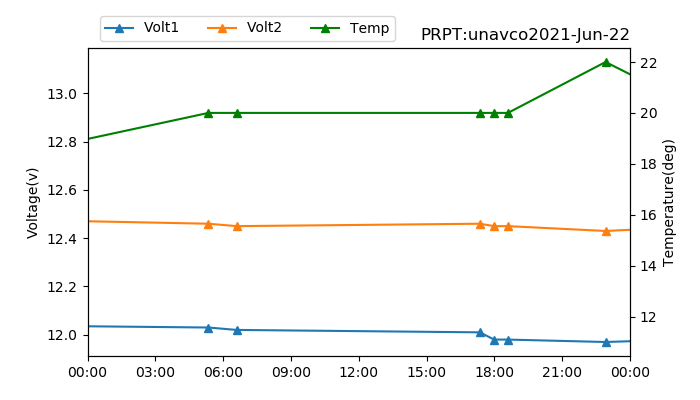 Volt1 Volt2 Temp
PRPT:unavco2021-Jun-22
13.0
12.8
12.6
12.4
12.2
12.0
Voltage(v)
22
20
18
16
14
12
Temperature(deg)
00:00 03:00 06:00 09:00 12:00 15:00 18:00 21:00 00:00